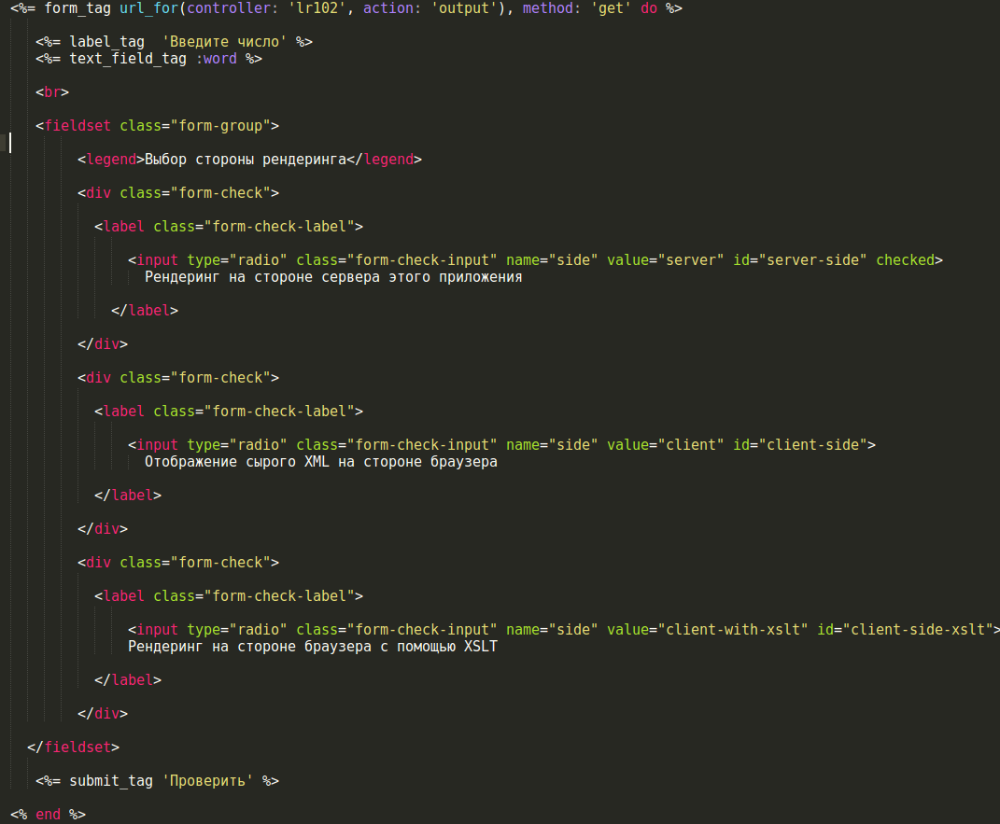 <%= form_tag url_for(controller: 'lr102', action: 'output'), method: 'get' do %>
<%= label_tag  'Введите число' %>
<%= text_field_tag :word %>
<br>
<fieldset class="form-group">
<legend>Выбор стороны рендеринга</legend>
<div class="form-check">
<label class="form-check-label">
<input type="radio" class="form-check-input" name="side" value="server" id="server-side" checked>
Рендеринг на стороне сервера этого приложения
</label>
</div>
<div class="form-check">
<label class="form-check-label">
<input type="radio" class="form-check-input" name="side" value="client" id="client-side">
Отображение сырого XML на стороне браузера
</label>
</div>
<div class="form-check">
<label class="form-check-label">
<input type="radio" class="form-check-input" name="side" value="client-with-xslt" id="client-side-xslt">
Рендеринг на стороне браузера с помощью XSLT
</label>
</div>
</fieldset>
<%= submit_tag 'Проверить' %>
<% end %>